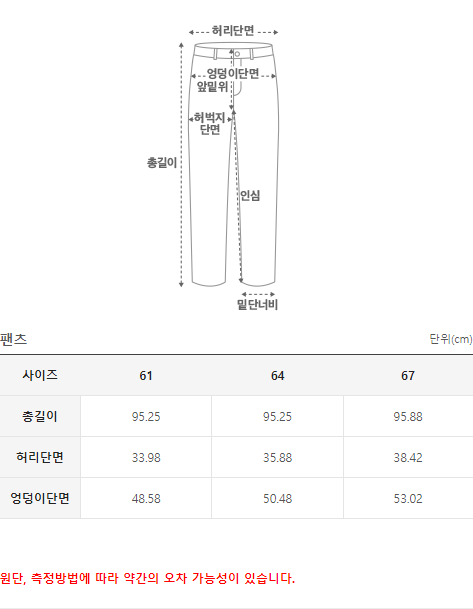 허리단면
엉덩이단면
앞밑위
허벅지
단면
총길이
인심
밑단너비
팬츠 단위(cm)
사이즈 61 64 67
총길이 95.25 95.25 95.88
허리단면 33.98 35.88 38.42
엉덩이단면 48.58 50.48 53.02
원단, 측정방법에 따라 약간의 오차 가능성이 있습니다.